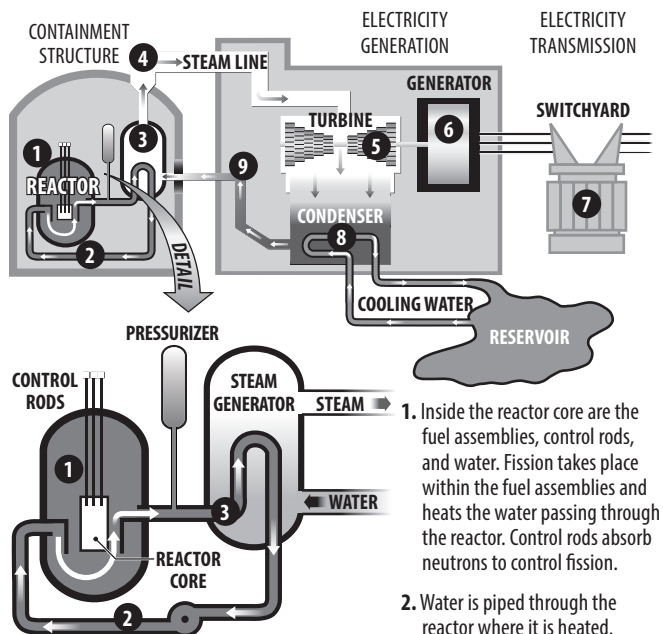 CONTAINMENT
STRUCTURE
ELECTRICITY
GENERATION
ELECTRICITY
TRANSMISSION
4
STEAM LINE
GENERATOR
SWITCHYARD
TURBINE
1
3
5
6
7
REACTOR
9
2
CONDENSER
8
DETAIL
COOLING WATER
RESERVOIR
PRESSURIZER
CONTROL
RODS
STEAM
GENERATOR
STEAM
1
3
WATER
REACTOR
CORE
2
1. Inside the reactor core are the
fuel assemblies, control rods,
and water. Fission takes place
within the fuel assemblies and
heats the water passing through
the reactor. Control rods absorb
neutrons to control fission.
2. Water is piped through the
reactor where it is heated.